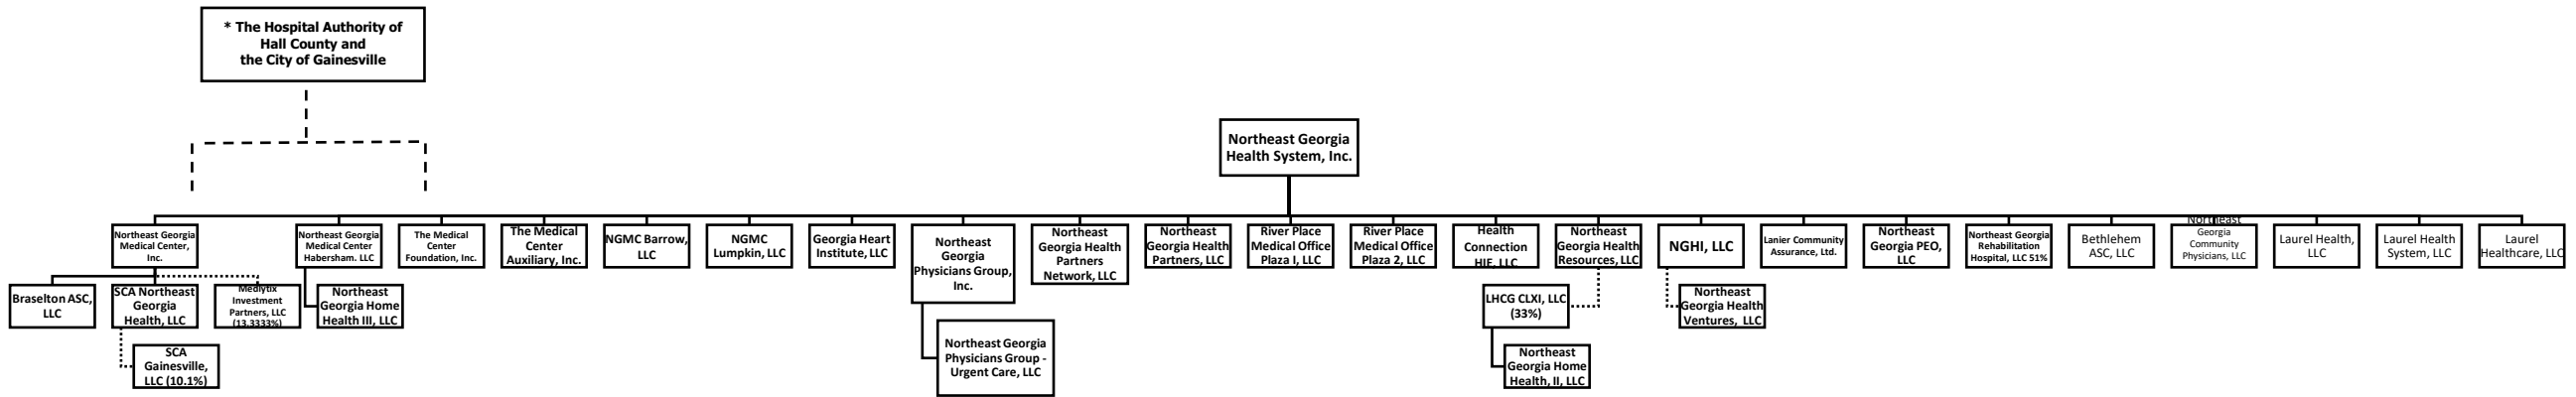 * The Hospital Authority of
Hall County and
the City of Gainesville
Northeast Georgia
Health System, Inc.
Northeast Georgia
Medical Center,
Inc.
Northeast Georgia
Medical Center
Habersham. LLC
The Medical
Center
Foundation, Inc.
The Medical
Center
Auxiliary, Inc.
NGMC Barrow,
LLC
NGMC
Lumpkin, LLC
Georgia Heart
Institute, LLC
Northeast
Georgia
Physicians Group,
Inc.
Northeast
Georgia Health
Partners
Network, LLC
Northeast
Georgia Health
Partners, LLC
River Place
Medical Office
Plaza I, LLC
River Place
Medical Office
Plaza 2, LLC
Health
Connection
HIE, LLC
Northeast
Georgia Health
Resources, LLC
NGHI, LLC
Lanier Community
Assurance, Ltd.
Northeast
Georgia PEO,
LLC
Northeast Georgia
Rehabilitation
Hospital, LLC 51%
Bethlehem
ASC, LLC
Northeast
Georgia
Community
Physicians, LLC
Laurel Health,
LLC
Laurel Health
System, LLC
Laurel
Healthcare, LLC
Braselton ASC,
LLC
SCA Northeast
Georgia
Health, LLC
Medlytix
Investment
Partners, LLC
(13.3333%)
Northeast
Georgia Home
Health III, LLC
LHCG CLXI, LLC
(33%)
Northeast
Georgia Health
Ventures, LLC
SCA
Gainesville,
LLC (10.1%)
Northeast Georgia
Physicians Group -
Urgent Care, LLC
Northeast
Georgia Home
Health, II, LLC